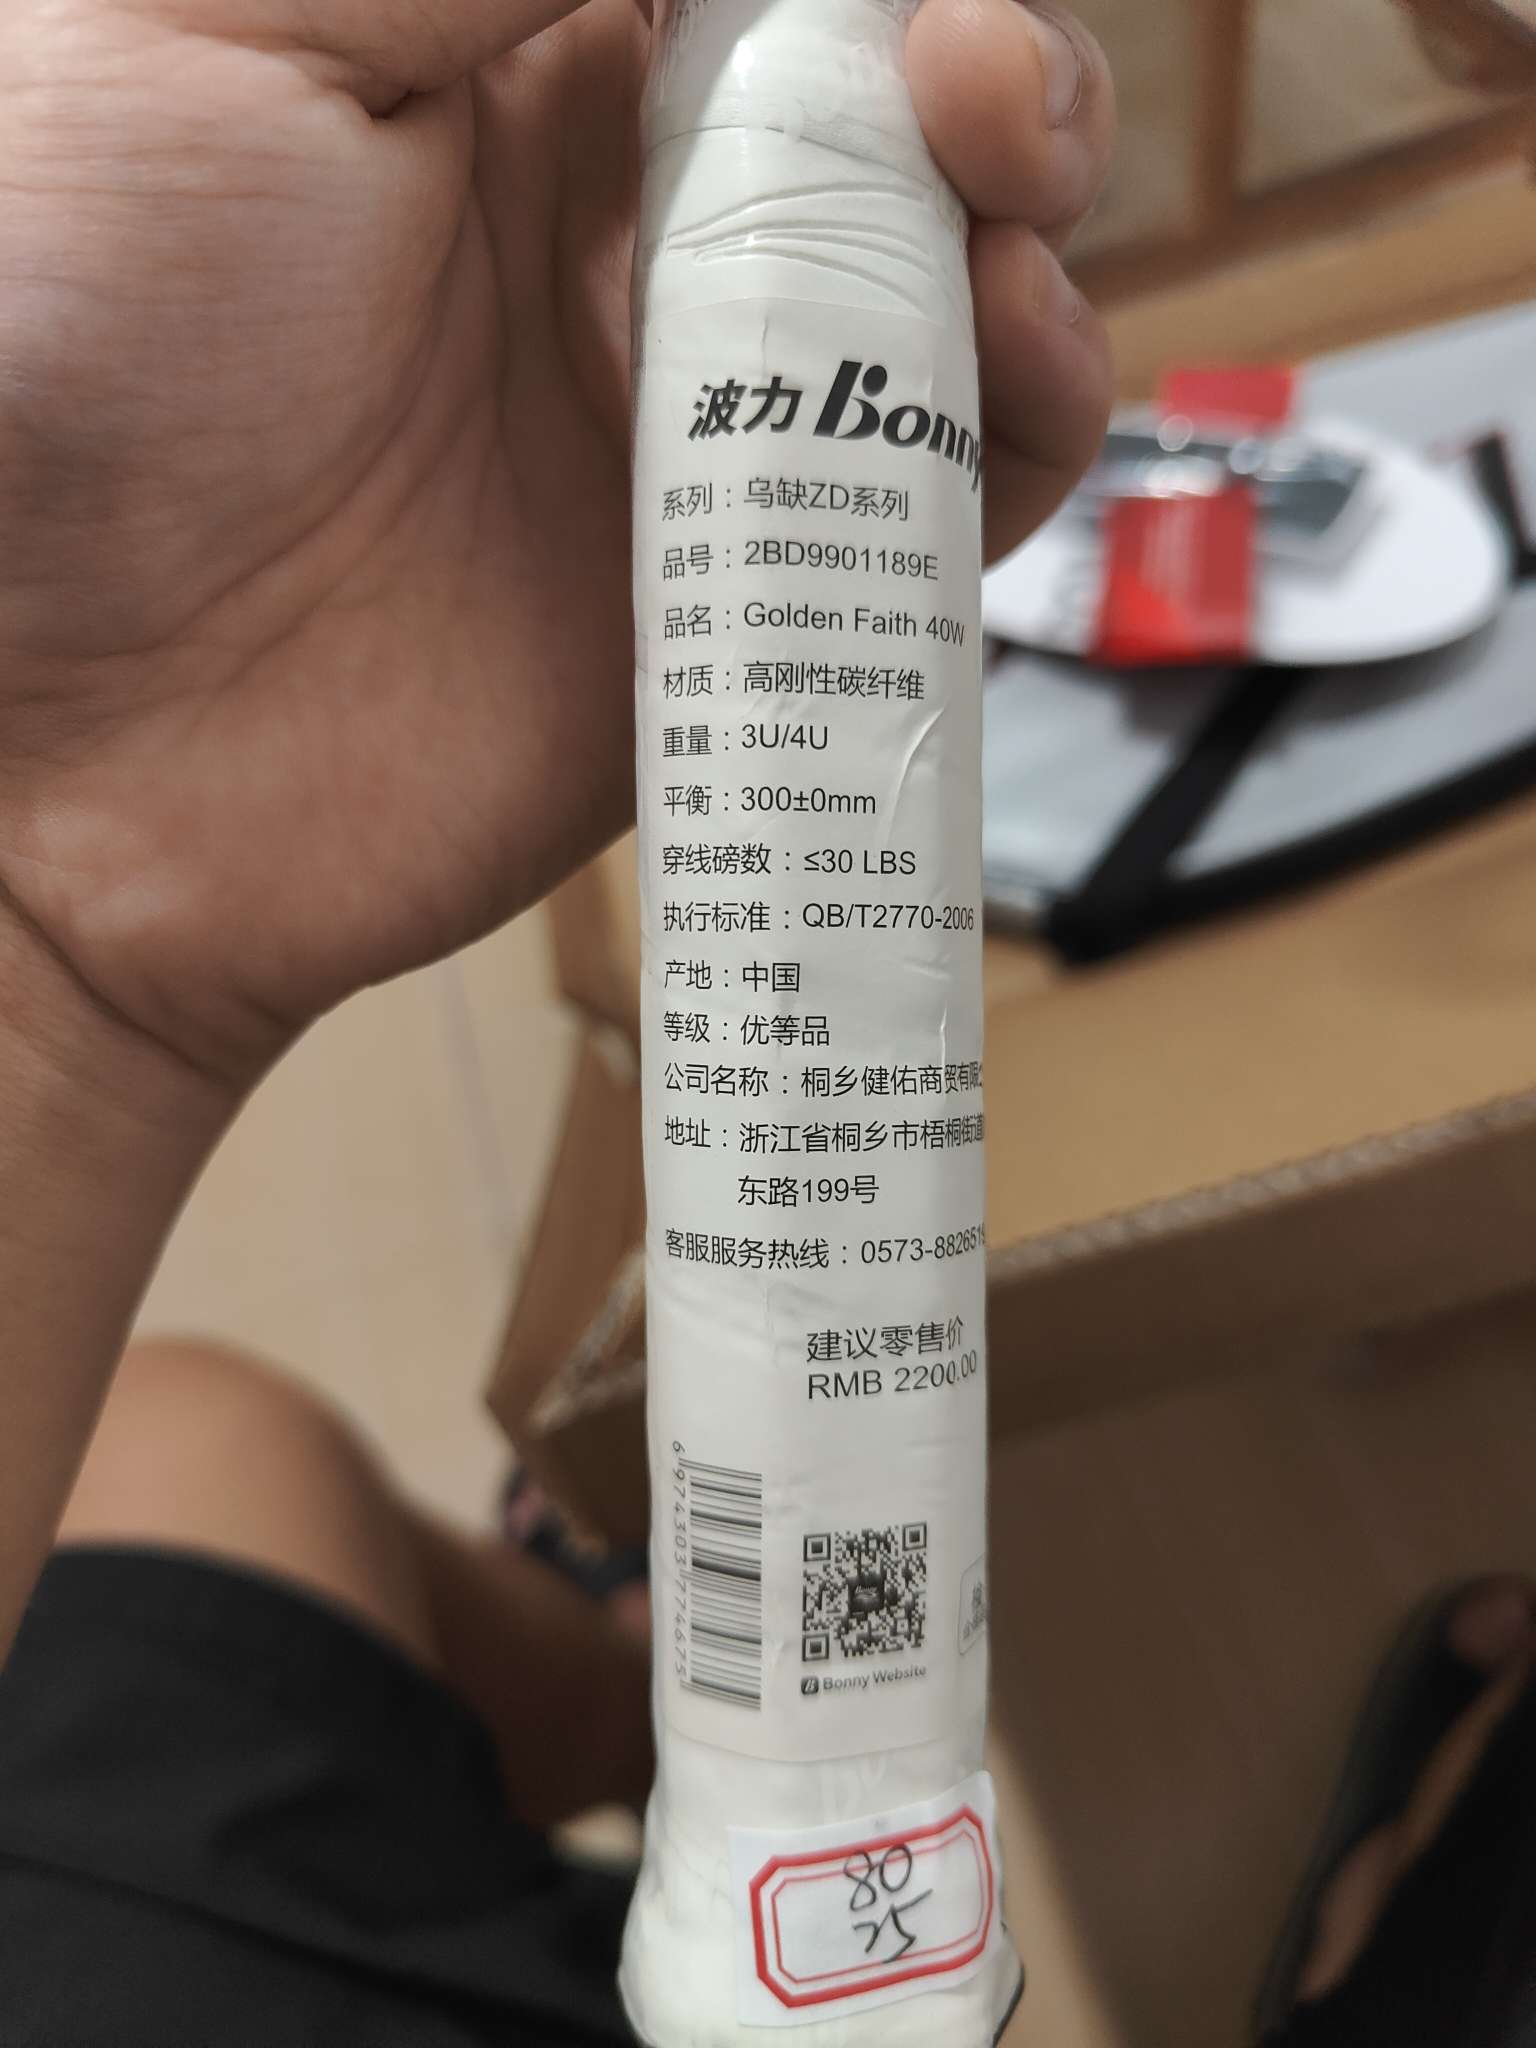 波力 Bonny
系列：乌缺ZD系列
品号：2BD9901189E
品名：Golden Faith 40W
材质：高刚性碳纤维
重量：3U/4U
平衡：300±0mm
穿线磅数：≤30 LBS
执行标准：QB/T2770-2006
产地：中国
等级：优等品
公司名称：桐乡健佑商贸有限
地址：浙江省桐乡市梧桐街道
东路199号
客服服务热线：0573-8826519
建议零售价
RMB 2200.00
6974303774675
Bonny Website
80
25